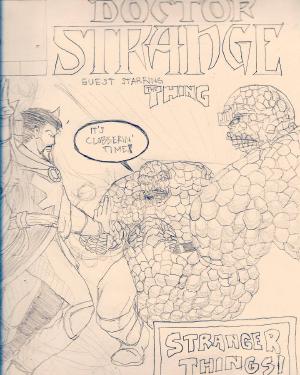 DOCTOR
STRANGE
GUEST STARRING
THE
THING
IT'S
CLOBBERIN'
TIME!
STRANGER
THINGS!